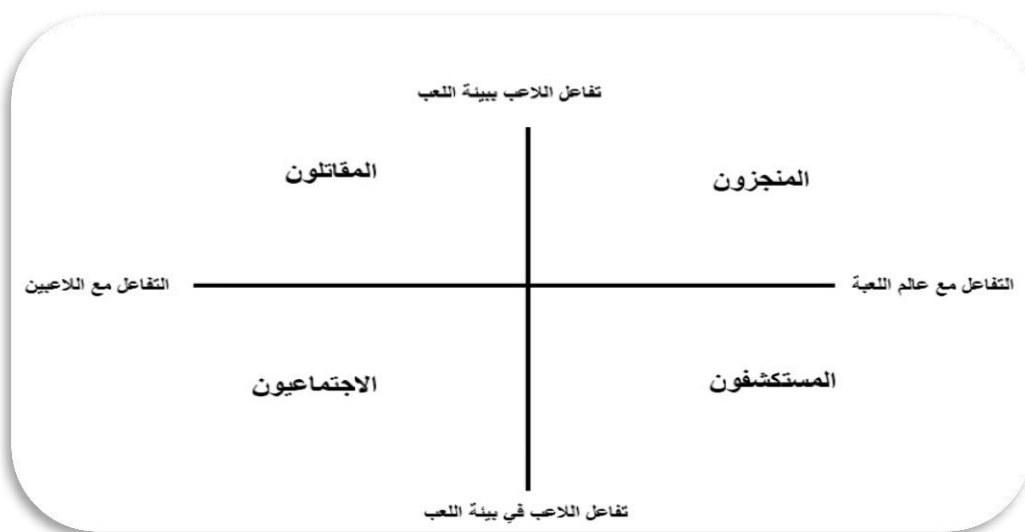 تفاعل اللاعب ببيئة اللعب
المنجزون
المقاتلون
التفاعل مع عالم اللعبة
التفاعل مع اللاعبين
المستكشفون
الاجتماعيون
تفاعل اللاعب في بيئة اللعب